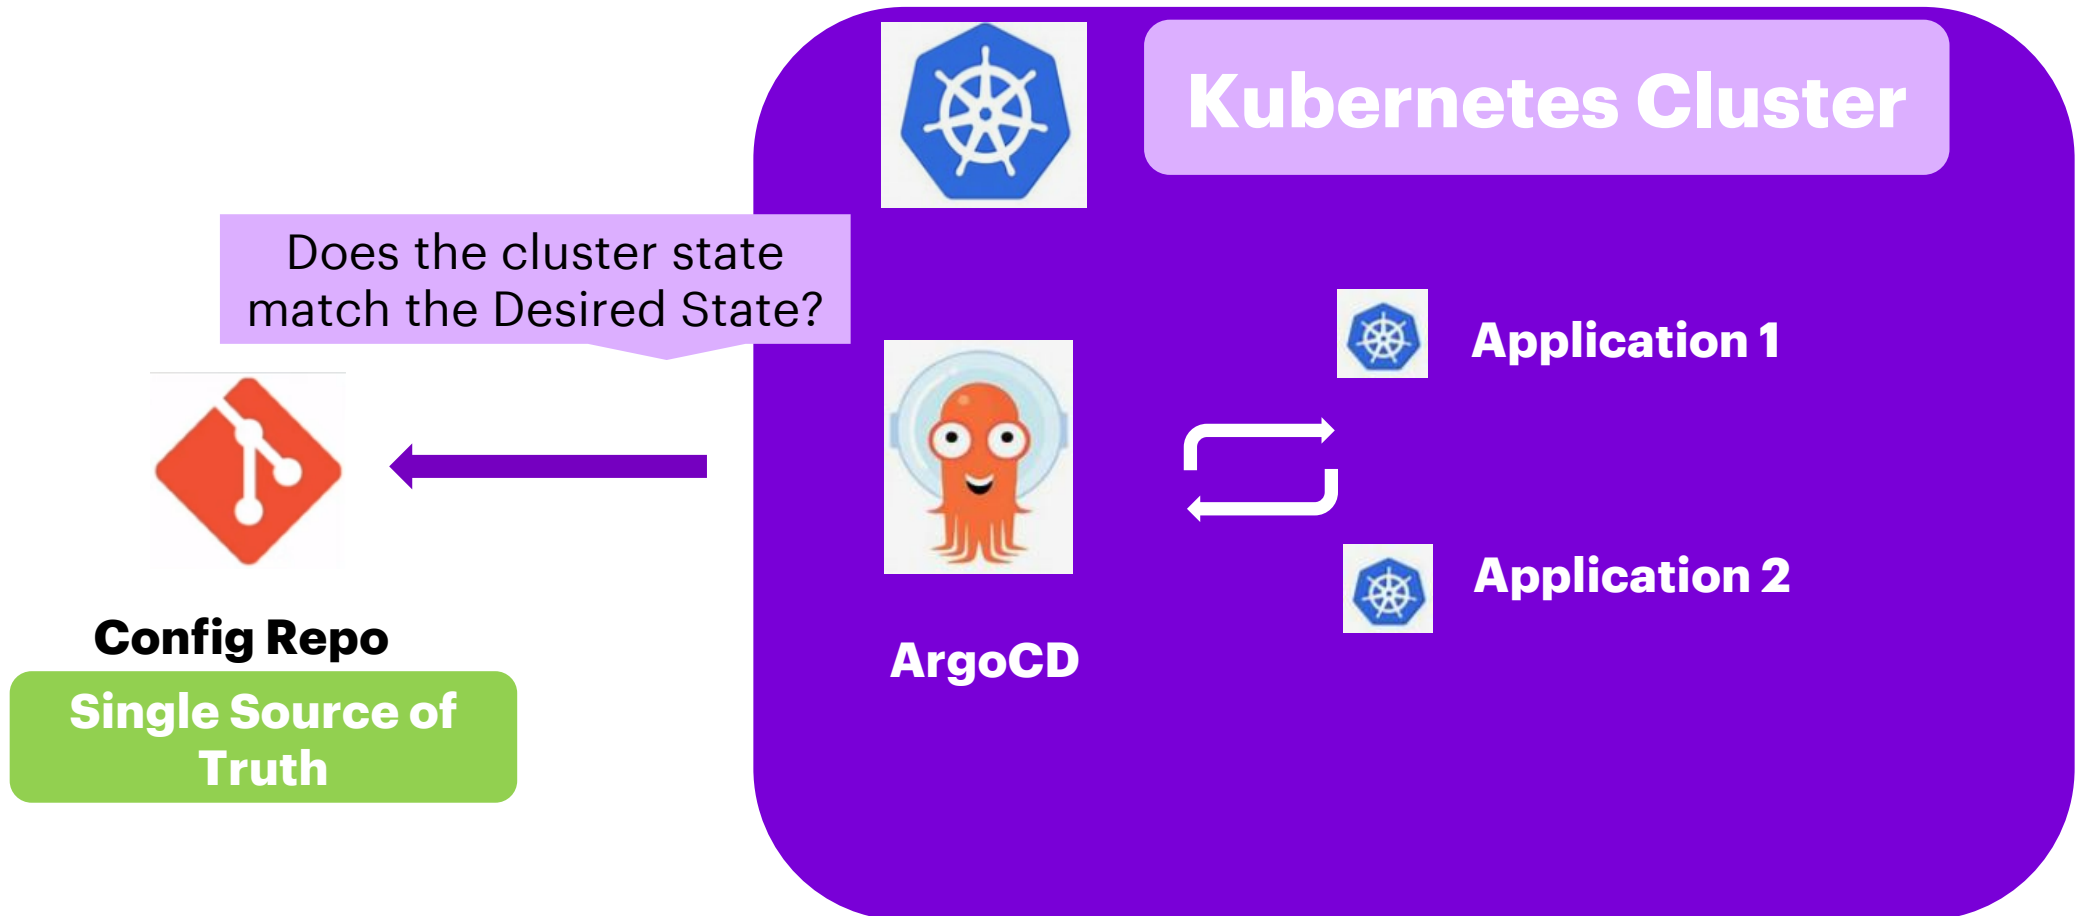 Kubernetes Cluster
Does the cluster state
match the Desired State?
Application 1
Application 2
Config Repo
ArgoCD
Single Source of
Truth